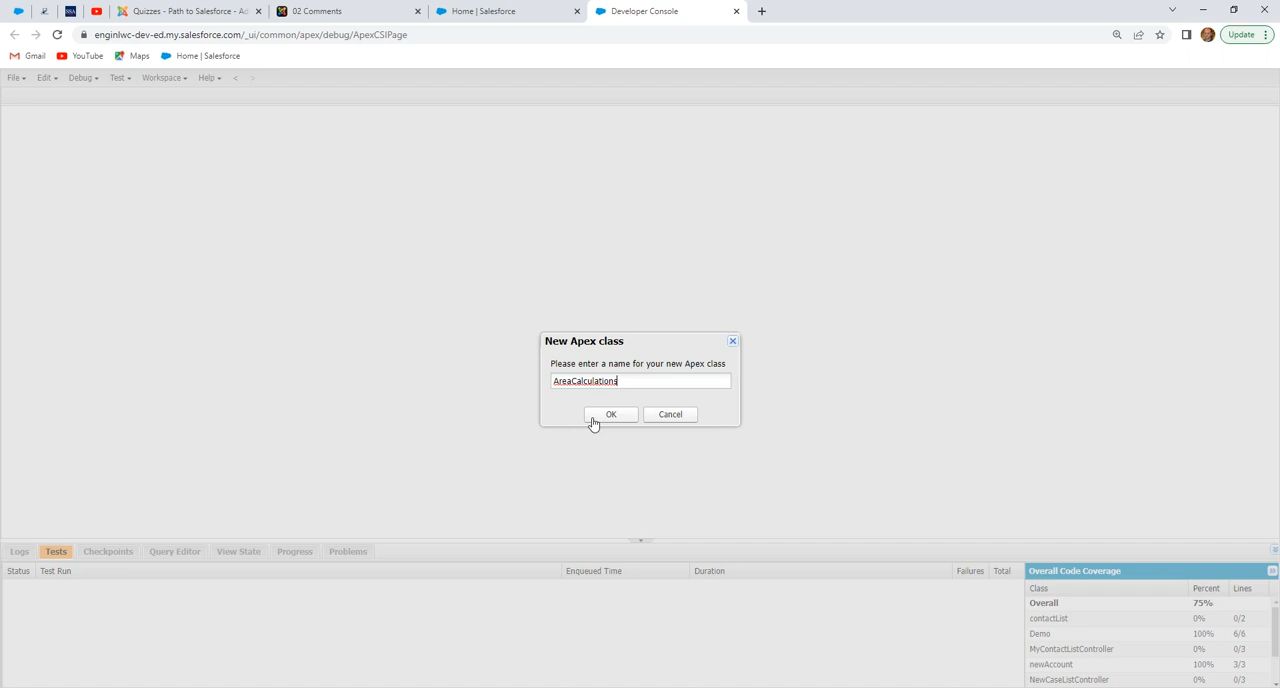 SSA
Quizzes - Path to Salesforce - Ad
02 Comments
Home | Salesforce
Developer Console
enginlwc-dev-ed.my.salesforce.com/_ui/common/apex/debug/ApexCSIPage
Update
Gmail
YouTube
Maps
Home | Salesforce
File
Edit
Debug
Test
Workspace
Help
<
>
New Apex class
Please enter a name for your new Apex class
AreaCalculations
OK
Cancel
Logs
Tests
Checkpoints
Query Editor
View State
Progress
Problems
Status
Test Run
Enqueued Time
Duration
Failures
Total
Overall Code Coverage
Class Percent Lines
Overall 75%
contactList 0% 0/2
Demo 100% 6/6
MyContactListController 0% 0/3
newAccount 100% 3/3
NewCaseListController 0% 0/3